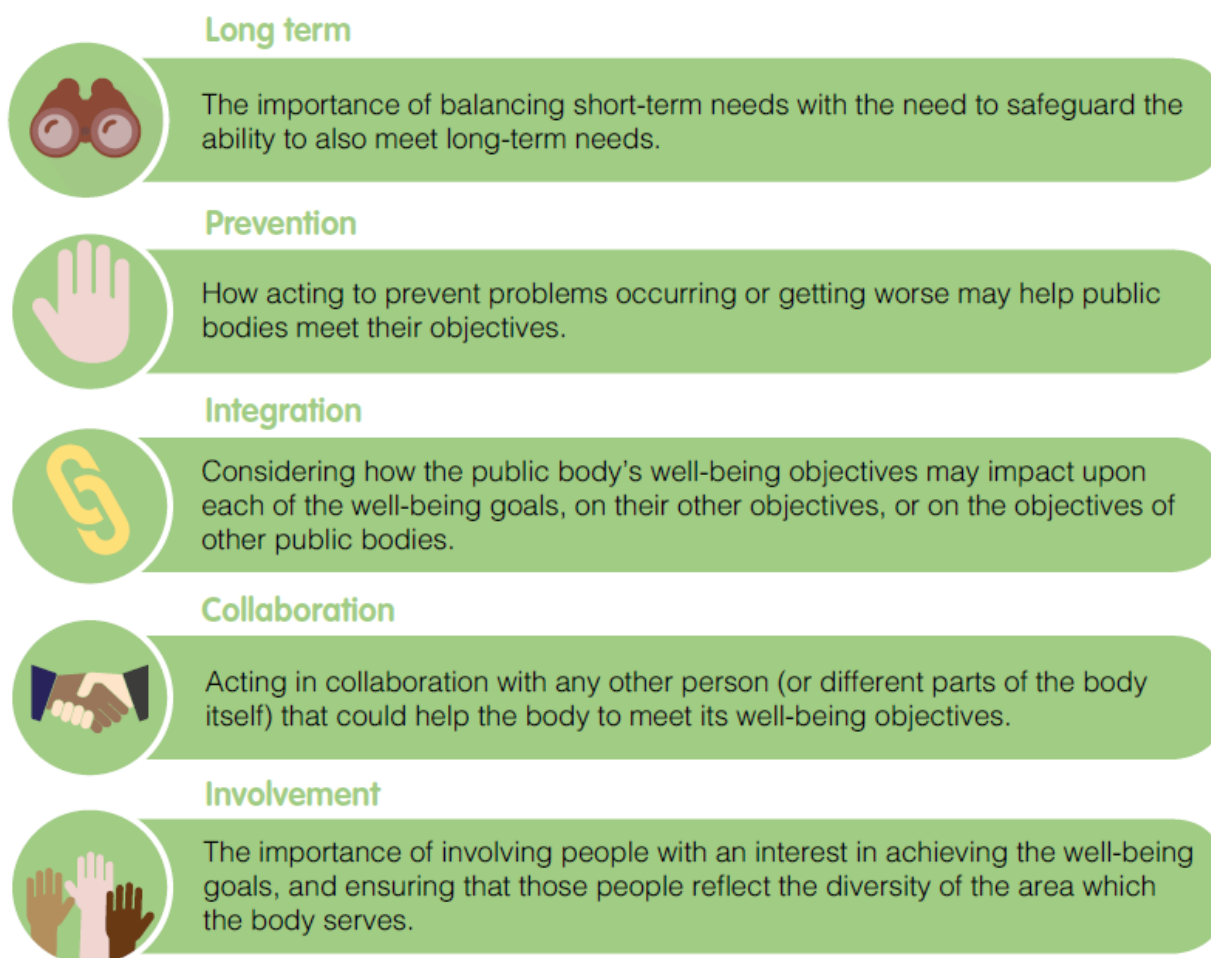 Long term
The importance of balancing short-term needs with the need to safeguard the
ability to also meet long-term needs.
Prevention
How acting to prevent problems occurring or getting worse may help public
bodies meet their objectives.
Integration
Considering how the public body's well-being objectives may impact upon
each of the well-being goals, on their other objectives, or on the objectives of
other public bodies.
Collaboration
Acting in collaboration with any other person (or different parts of the body
itself) that could help the body to meet its well-being objectives.
Involvement
The importance of involving people with an interest in achieving the well-being
goals, and ensuring that those people reflect the diversity of the area which
the body serves.